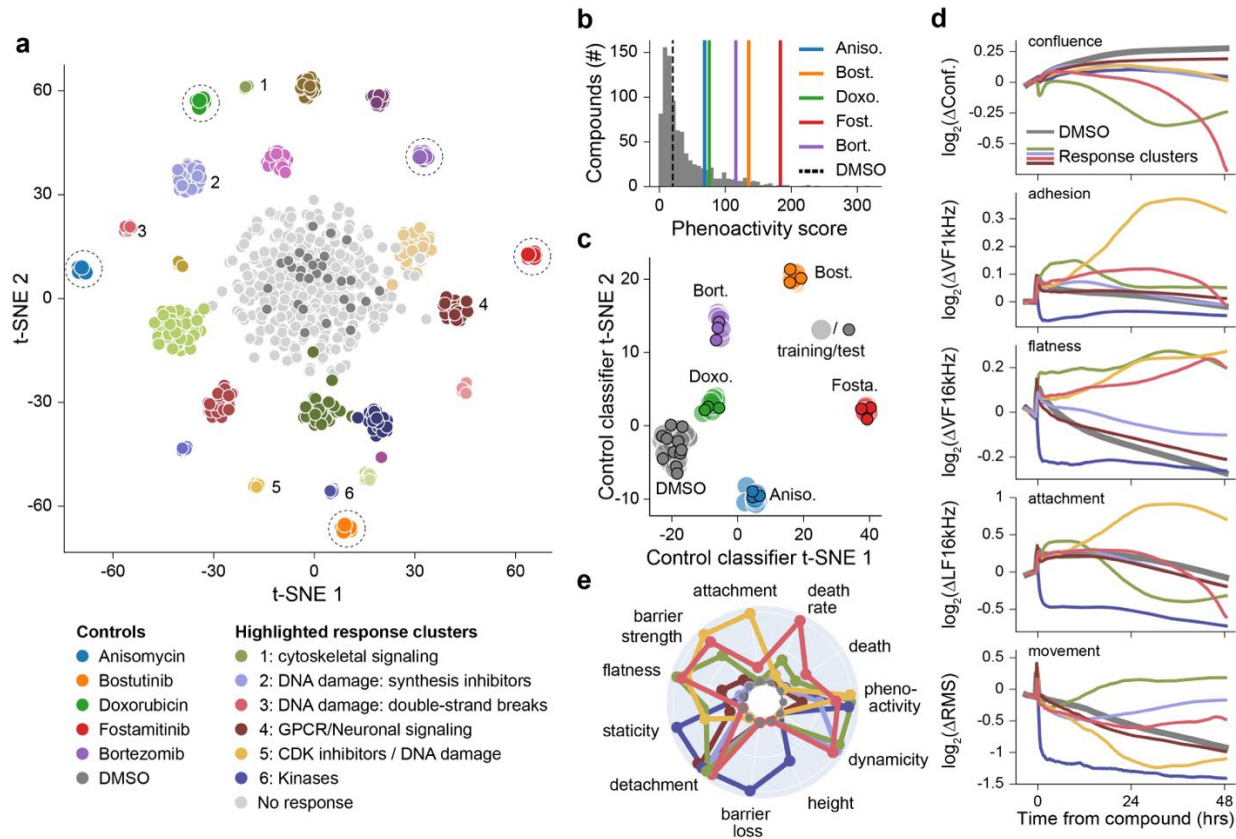 a
t-SNE 2
60
30
0
-30
-60
-60
-30
0
30
60
t-SNE 1
1
2
3
4
5
6
Controls
Anisomycin
Bostutinib
Doxorubicin
Fostamitinib
Bortezomib
DMSO
Highlighted response clusters
1: cytoskeletal signaling
2: DNA damage: synthesis inhibitors
3: DNA damage: double-strand breaks
4: GPCR/Neuronal signaling
5: CDK inhibitors / DNA damage
6: Kinases
No response
b
Compounds (#)
150
100
50
0
0
100
200
300
Phenoactivity score
Aniso.
Bost.
Doxo.
Fost.
Bort.
DMSO
c
Control classifier t-SNE 2
20
10
0
-10
-20
0
20
40
Control classifier t-SNE 1
Bost.
Bort.
/
training/test
Doxo.
Fosta.
DMSO
Aniso.
d
confluence
log2(ΔConf.)
0.25
0
-0.5
DMSO
Response clusters
adhesion
log2(ΔVF1kHz)
0.3
0.2
0.1
0
flatness
log2(ΔVF16kHz)
0.2
0
-0.2
attachment
log2(ΔLF16kHz)
1
0.5
0
-0.5
movement
log2(ΔRMS)
0.5
0
-0.5
-1.0
-1.5
0
24
48
Time from compound (hrs)
e
attachment
death
rate
death
pheno-
activity
dynamicity
height
barrier
loss
detachment
staticity
flatness
barrier
strength